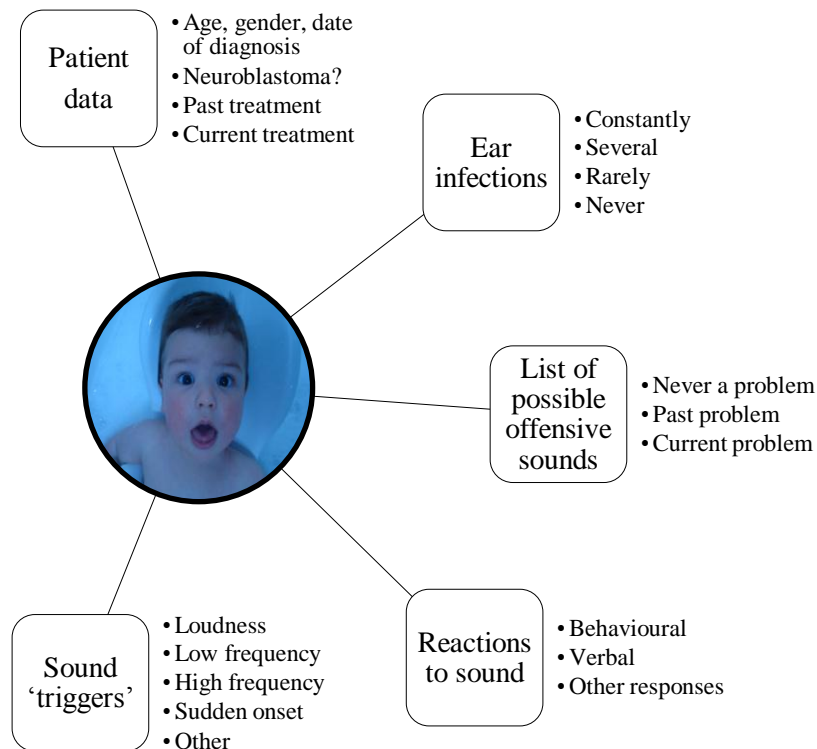 Patient
data
• Age, gender, date
of diagnosis
• Neuroblastoma?
• Past treatment
• Current treatment
Ear
infections
• Constantly
• Several
• Rarely
• Never
List of
possible
offensive
sounds
• Never a problem
• Past problem
• Current problem
Reactions
to sound
• Behavioural
• Verbal
• Other responses
Sound
‘triggers’
• Loudness
• Low frequency
• High frequency
• Sudden onset
• Other